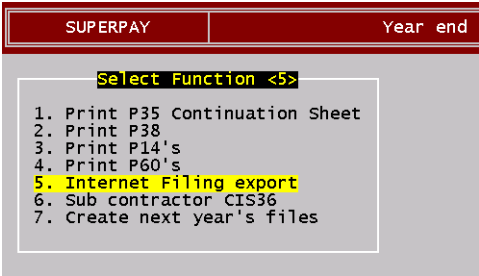 SUPERPAY Year end
Select Function <5>
1. Print P35 Continuation Sheet
2. Print P38
3. Print P14's
4. Print P60's
5. Internet Filing export
6. Sub contractor CIS36
7. Create next year's files